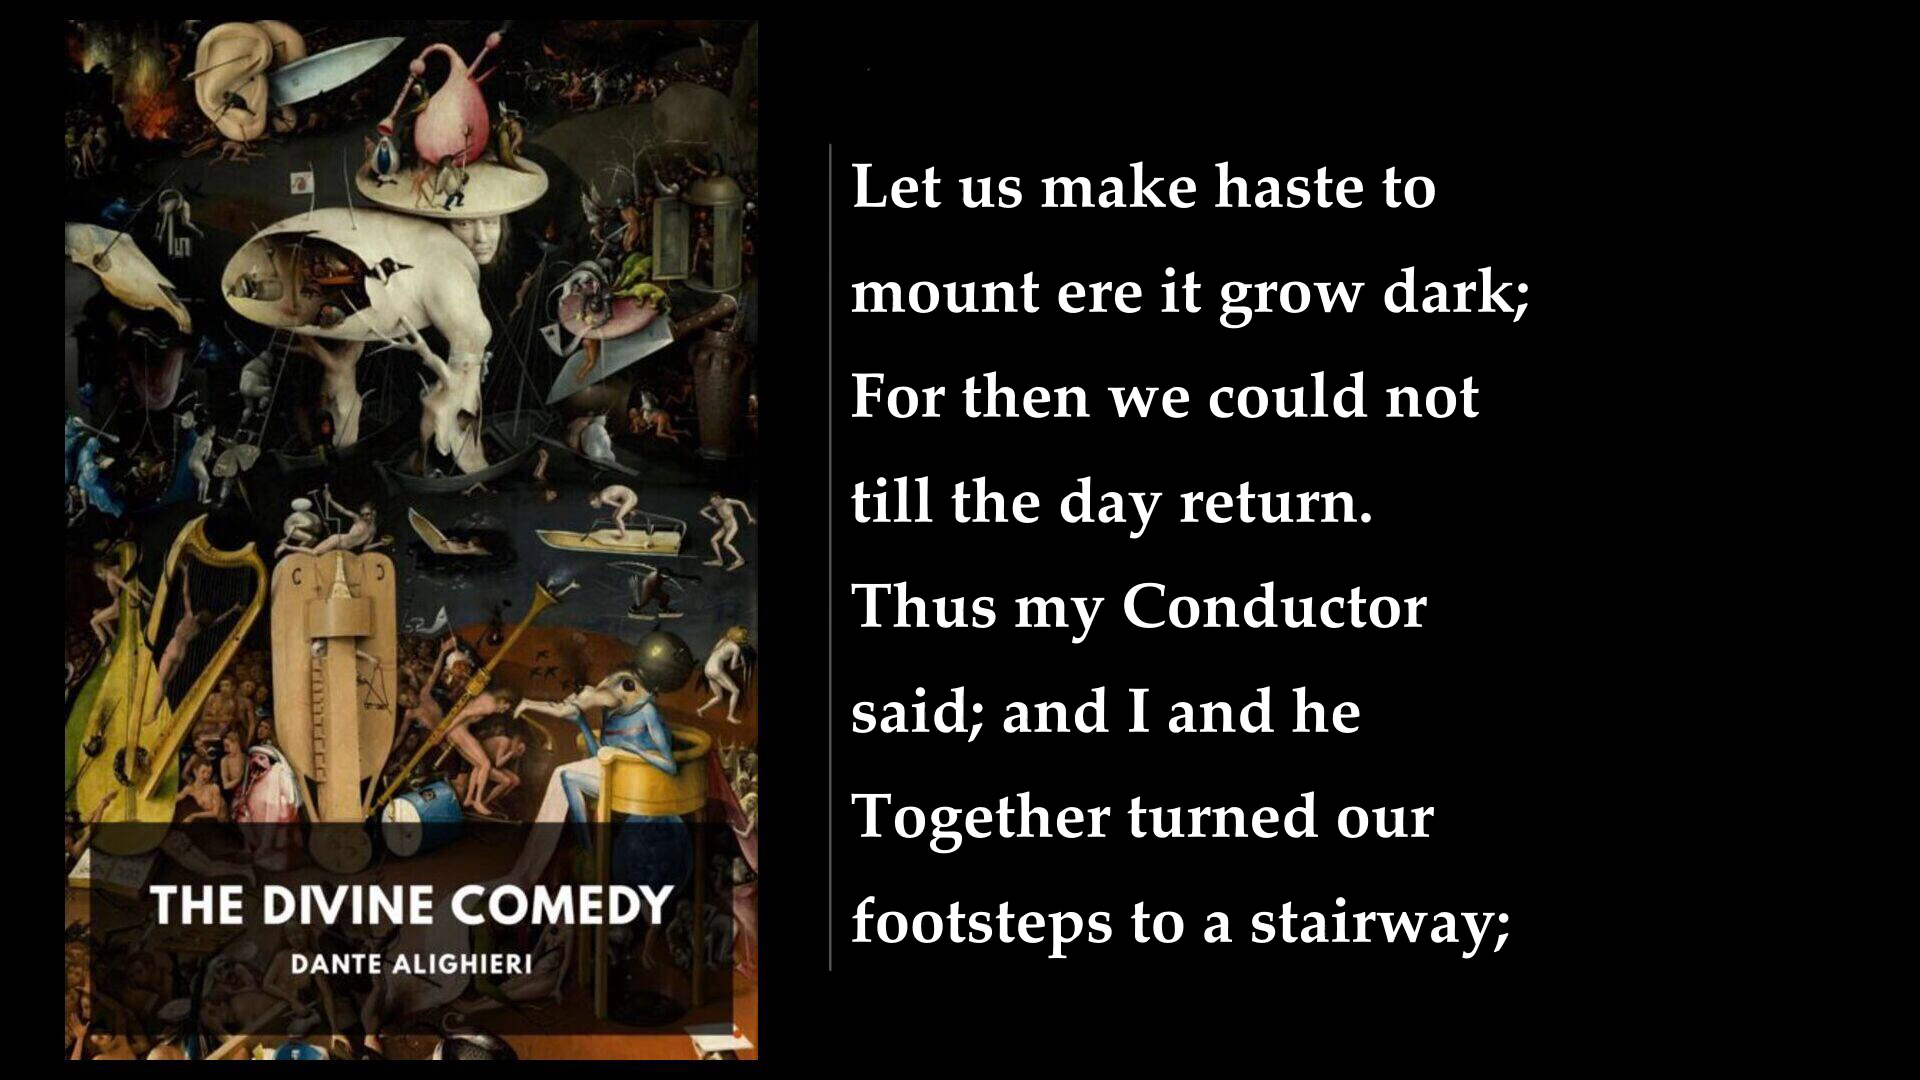 Let us make haste to
mount ere it grow dark;
For then we could not
till the day return.
Thus my Conductor
said; and I and he
Together turned our
footsteps to a stairway;
THE DIVINE COMEDY
DANTE ALIGHIERI